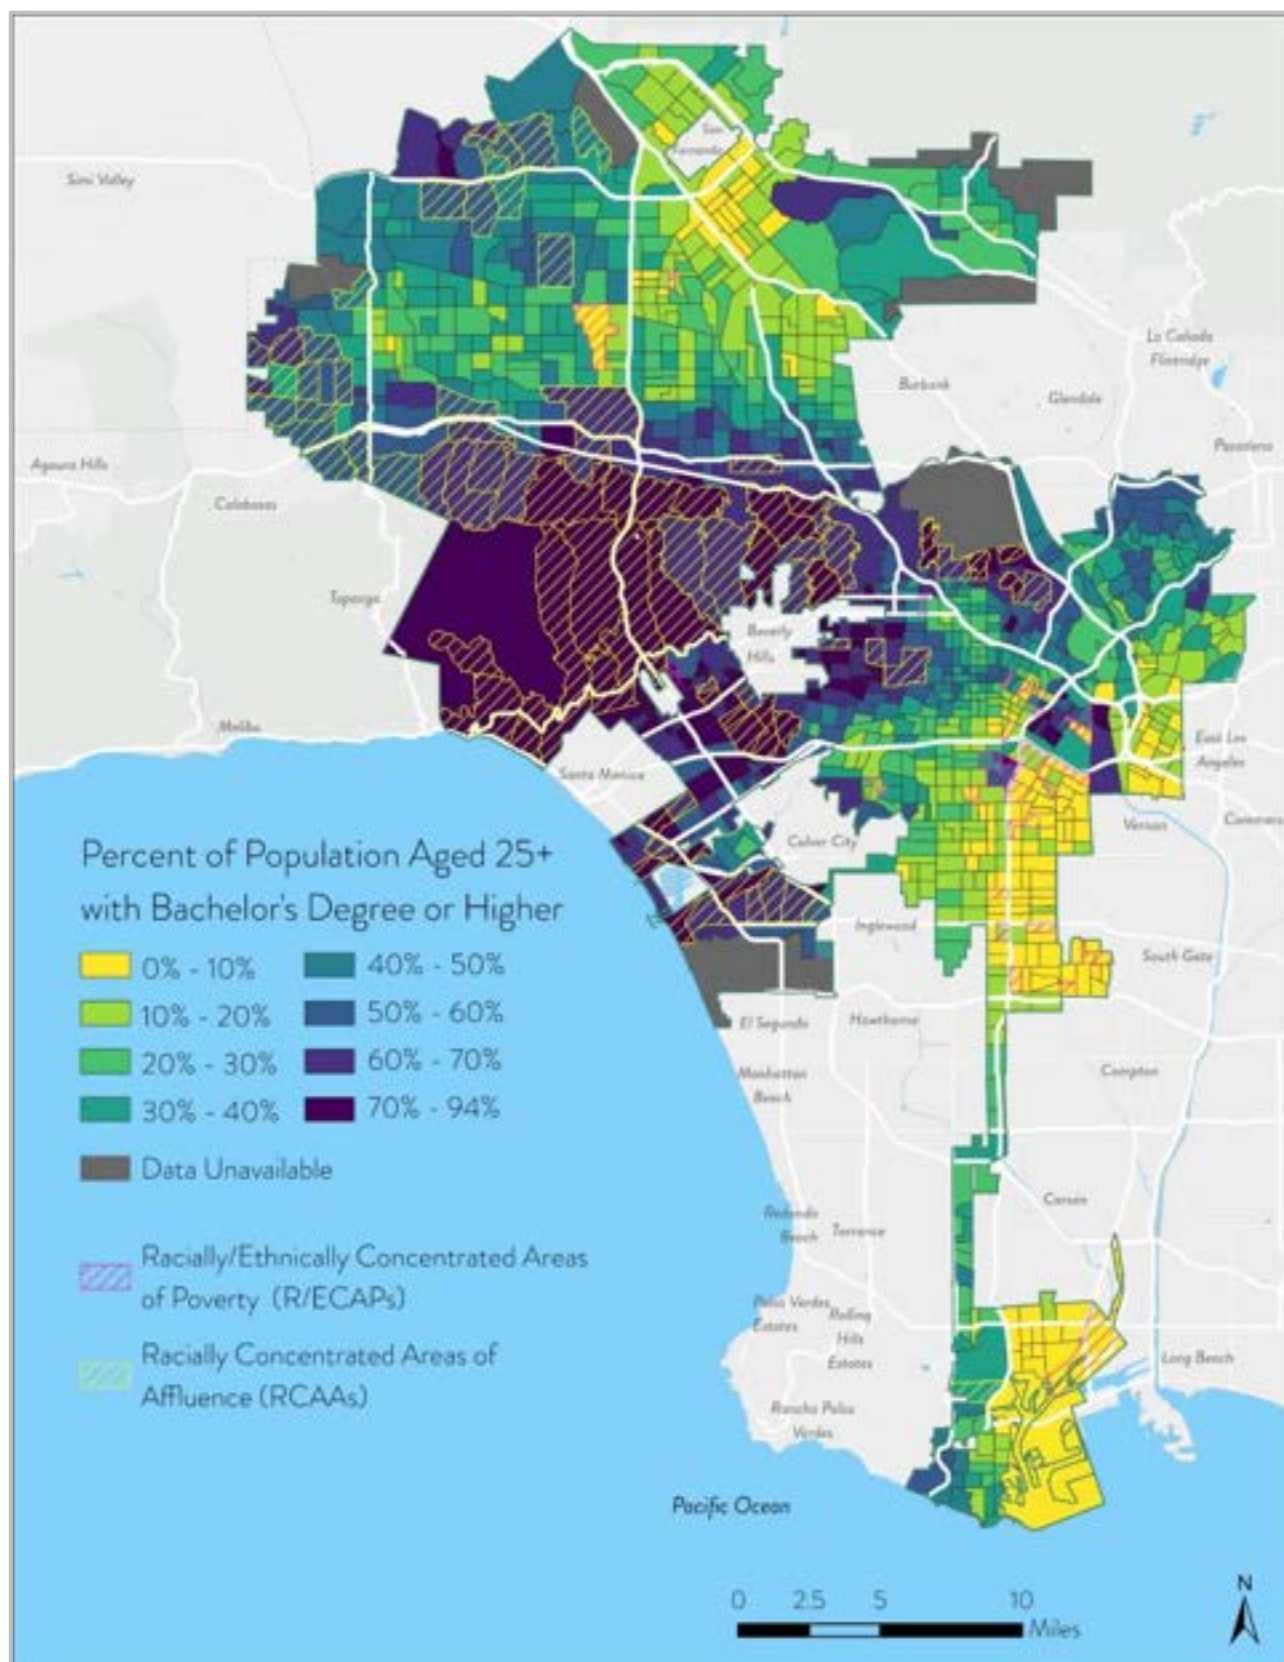 San
Fernando
Simi Valley
La Cañada
Flintridge
Burbank
Glendale
Pasadena
Agoura Hills
Calabasas
Topanga
Beverly
Hills
Malibu
East Los
Angeles
Santa Monica
Vernon
Culver City
Percent of Population Aged 25+
with Bachelor's Degree or Higher
0% - 10%
40% - 50%
10% - 20%
50% - 60%
20% - 30%
60% - 70%
30% - 40%
70% - 94%
Data Unavailable
Racially/Ethnically Concentrated Areas
of Poverty (R/ECAPs)
Racially Concentrated Areas of
Affluence (RCAAs)
Inglewood
South Gate
El Segundo
Hawthorne
Manhattan
Beach
Compton
Carson
Redondo
Beach
Torrance
Palos Verdes
Estates
Rolling
Hills
Estates
Long Beach
Rancho Palos
Verdes
Pacific Ocean
N
0 2.5 5 10
Miles